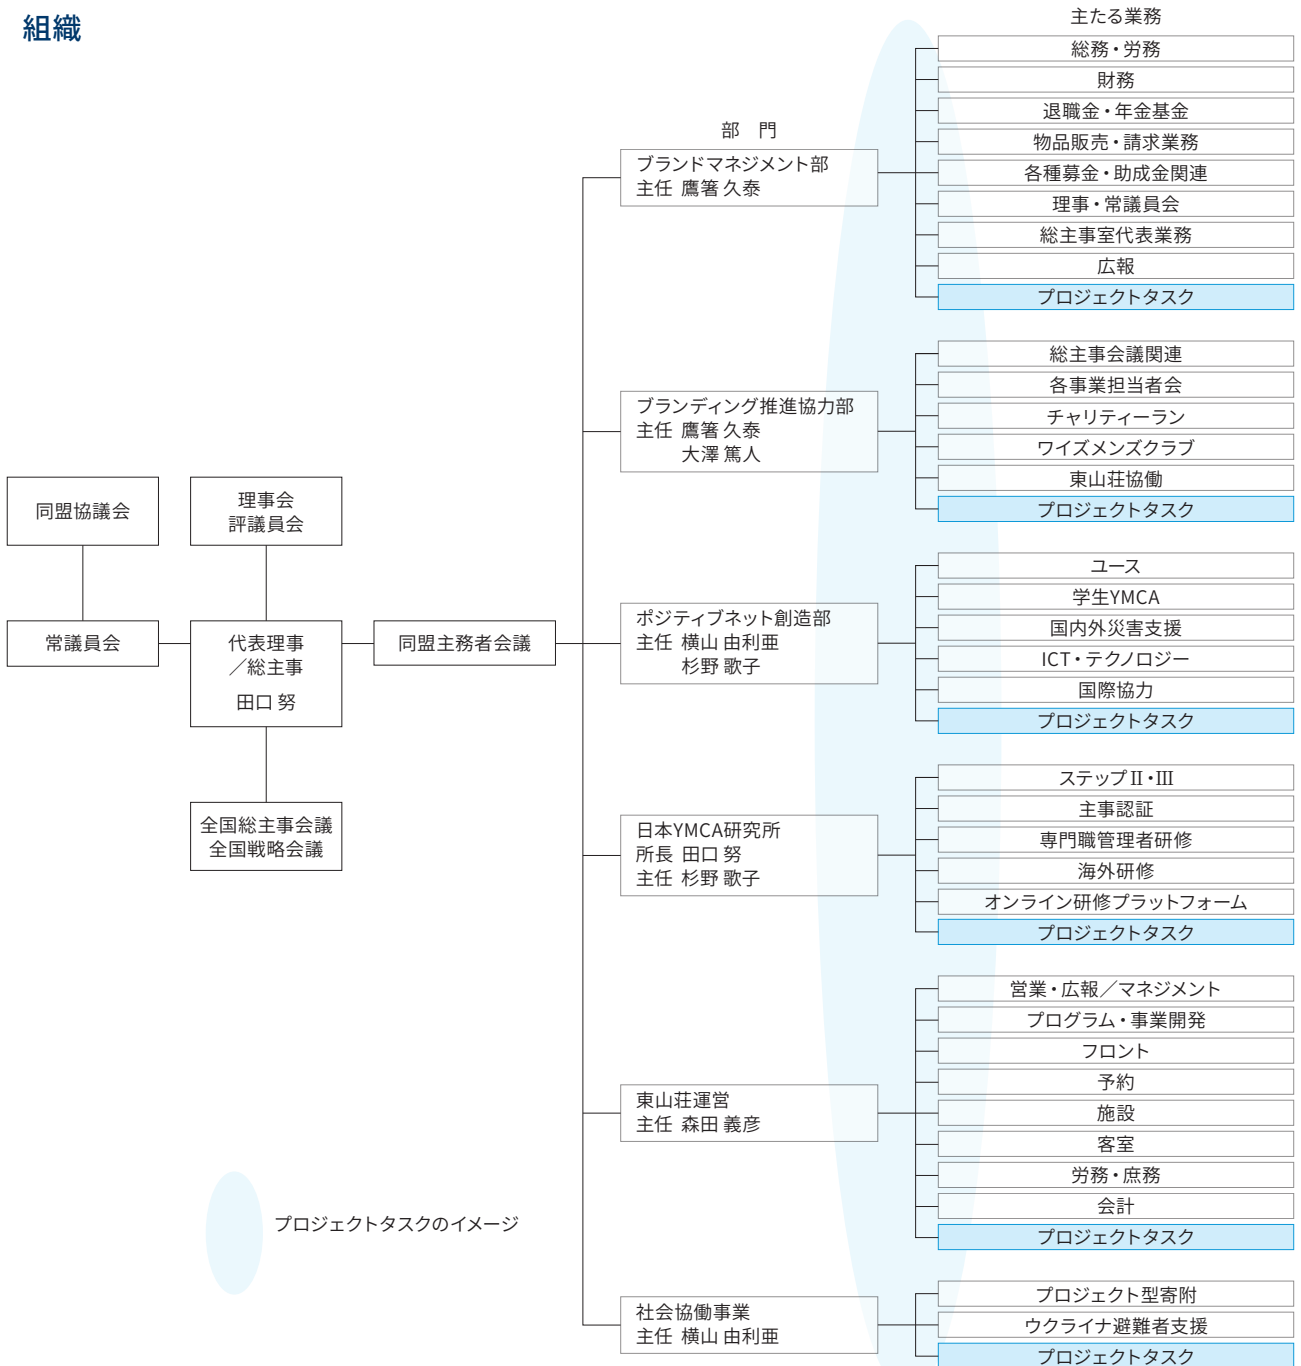 組織
主たる業務
部　門
ブランドマネジメント部
主任 鷹箸 久泰
総務・労務
財務
退職金・年金基金
物品販売・請求業務
各種募金・助成金関連
理事・常議員会
総主事室代表業務
広報
プロジェクトタスク
ブランディング推進協力部
主任 鷹箸 久泰
大澤 篤人
総主事会議関連
各事業担当者会
チャリティーラン
ワイズメンズクラブ
東山荘協働
プロジェクトタスク
同盟協議会
理事会
評議員会
常議員会
代表理事
／総主事
田口 努
同盟主務者会議
全国総主事会議
全国戦略会議
ポジティブネット創造部
主任 横山 由利亜
杉野 歌子
ユース
学生YMCA
国内外災害支援
ICT・テクノロジー
国際協力
プロジェクトタスク
日本YMCA研究所
所長 田口 努
主任 杉野 歌子
ステップⅡ・Ⅲ
主事認証
専門職管理者研修
海外研修
オンライン研修プラットフォーム
プロジェクトタスク
東山荘運営
主任 森田 義彦
営業・広報／マネジメント
プログラム・事業開発
フロント
予約
施設
客室
労務・庶務
会計
プロジェクトタスク
社会協働事業
主任 横山 由利亜
プロジェクト型寄附
ウクライナ避難者支援
プロジェクトタスク
プロジェクトタスクのイメージ